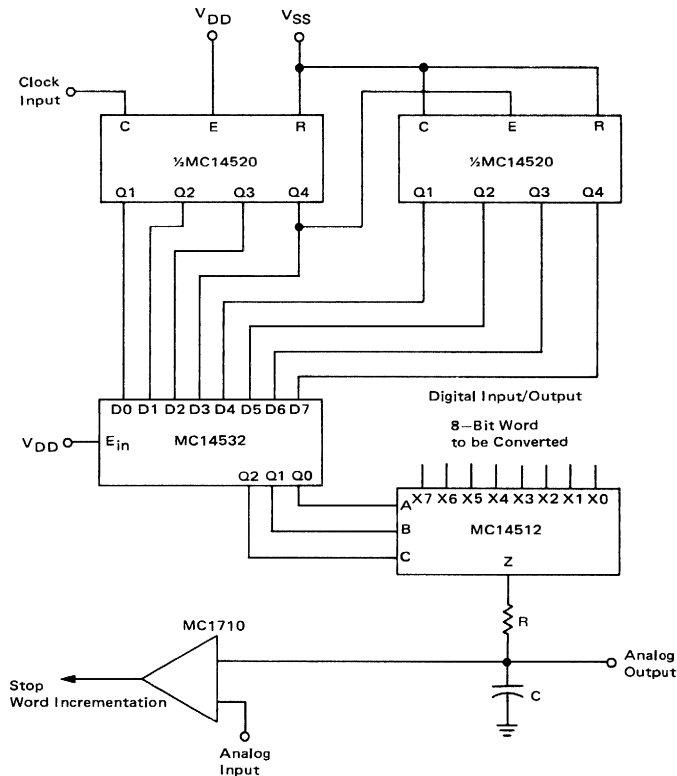 VDD
VSS
Clock
Input
C E R
½MC14520
Q1 Q2 Q3 Q4
C E R
½MC14520
Q1 Q2 Q3 Q4
D0 D1 D2 D3 D4 D5 D6 D7
VDD
Ein
MC14532
Q2 Q1 Q0
Digital Input/Output
8–Bit Word
to be Converted
X7 X6 X5 X4 X3 X2 X1 X0
A
B
C
MC14512
Z
R
C
Analog
Output
MC1710
Stop
Word Incrementation
Analog
Input